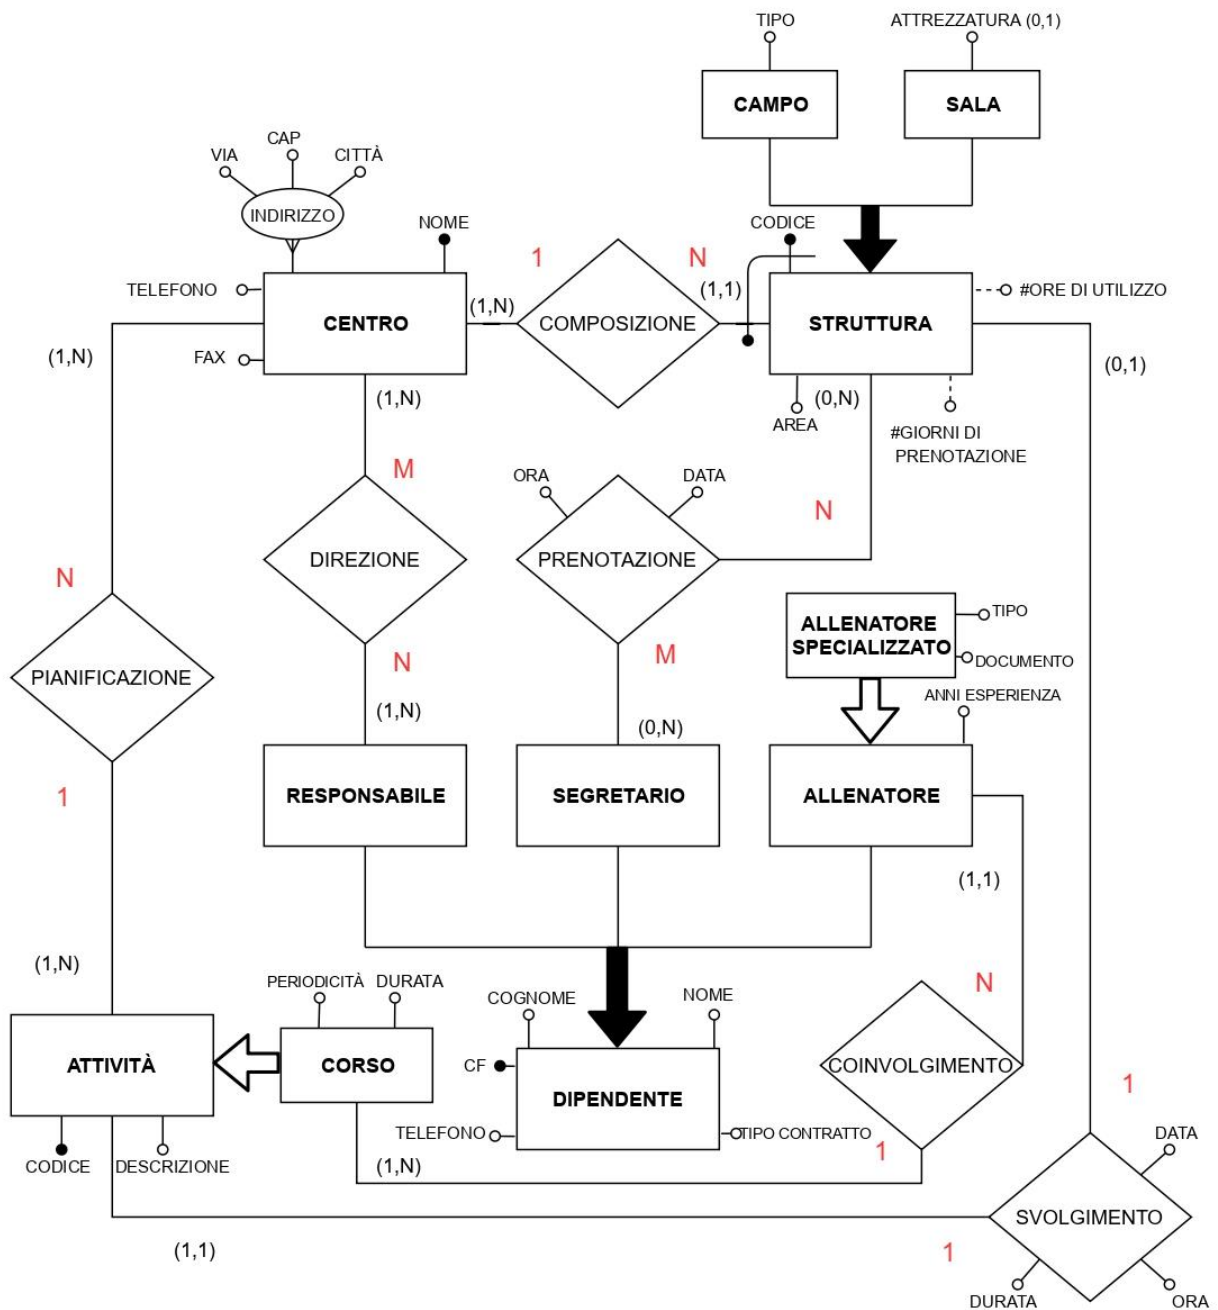 TIPO
ATTREZZATURA (0,1)
CAMPO
SALA
CAP
VIA
CITTÀ
INDIRIZZO
NOME
CODICE
1
N
TELEFONO
(1,1)
#ORE DI UTILIZZO
(1,N)
CENTRO
COMPOSIZIONE
STRUTTURA
(1,N)
FAX
(0,1)
(1,N)
(0,N)
AREA
#GIORNI DI
PRENOTAZIONE
M
ORA
DATA
N
DIREZIONE
PRENOTAZIONE
N
TIPO
ALLENATORE
SPECIALIZZATO
M
N
DOCUMENTO
PIANIFICAZIONE
ANNI ESPERIENZA
(1,N)
(0,N)
1
RESPONSABILE
SEGRETARIO
ALLENATORE
(1,1)
(1,N)
PERIODICITÀ
DURATA
COGNOME
NOME
N
ATTIVITÀ
CORSO
CF
COINVOLGIMENTO
DIPENDENTE
1
TELEFONO
TIPO CONTRATTO
DATA
1
CODICE
DESCRIZIONE
(1,N)
SVOLGIMENTO
(1,1)
1
DURATA
ORA